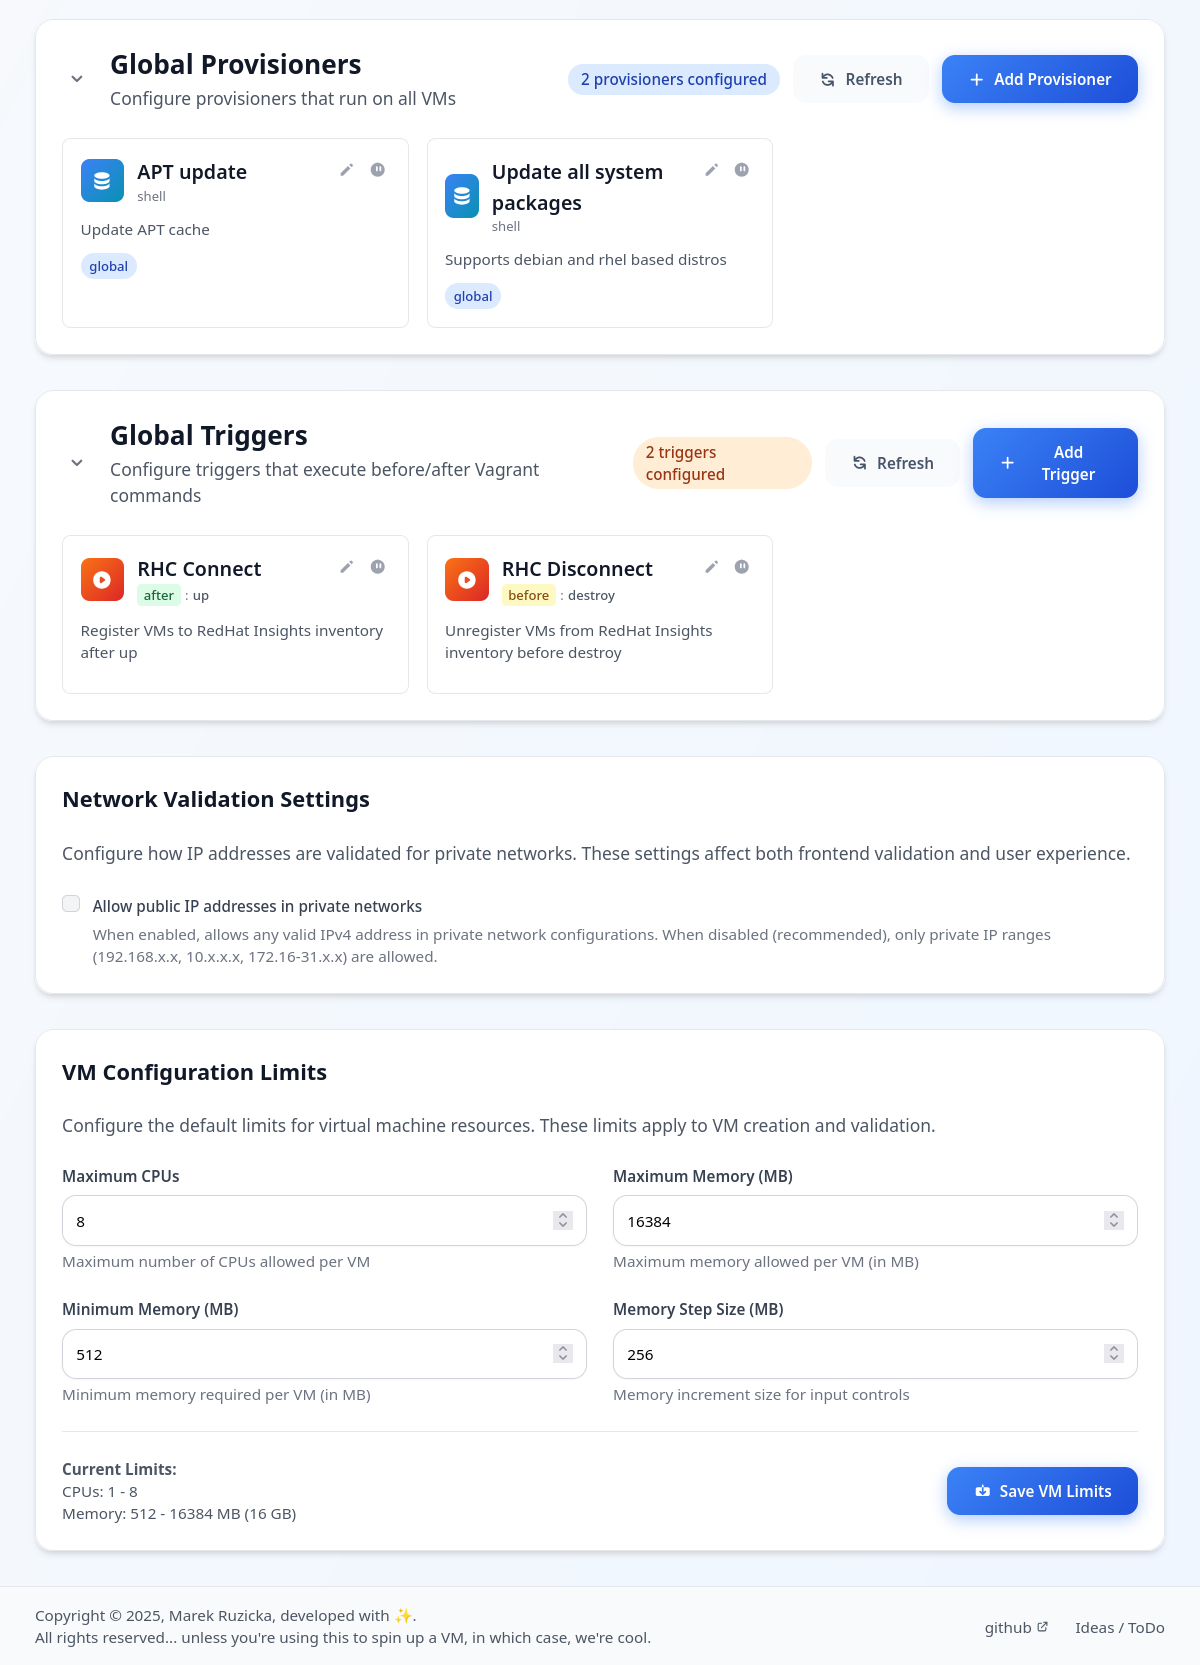 Global Provisioners
Configure provisioners that run on all VMs
2 provisioners configured
Refresh
Add Provisioner
APT update
shell
Update APT cache
global
Update all system
packages
shell
Supports debian and rhel based distros
global
Global Triggers
Configure triggers that execute before/after Vagrant
commands
2 triggers
configured
Refresh
Add
Trigger
RHC Connect
after : up
Register VMs to RedHat Insights inventory
after up
RHC Disconnect
before : destroy
Unregister VMs from RedHat Insights
inventory before destroy
Network Validation Settings
Configure how IP addresses are validated for private networks. These settings affect both frontend validation and user experience.
Allow public IP addresses in private networks
When enabled, allows any valid IPv4 address in private network configurations. When disabled (recommended), only private IP ranges
(192.168.x.x, 10.x.x.x, 172.16-31.x.x) are allowed.
VM Configuration Limits
Configure the default limits for virtual machine resources. These limits apply to VM creation and validation.
Maximum CPUs
8
Maximum number of CPUs allowed per VM
Maximum Memory (MB)
16384
Maximum memory allowed per VM (in MB)
Minimum Memory (MB)
512
Minimum memory required per VM (in MB)
Memory Step Size (MB)
256
Memory increment size for input controls
Current Limits:
CPUs: 1 - 8
Memory: 512 - 16384 MB (16 GB)
Save VM Limits
Copyright © 2025, Marek Ruzicka, developed with ✨.
All rights reserved... unless you're using this to spin up a VM, in which case, we're cool.
github
Ideas / ToDo